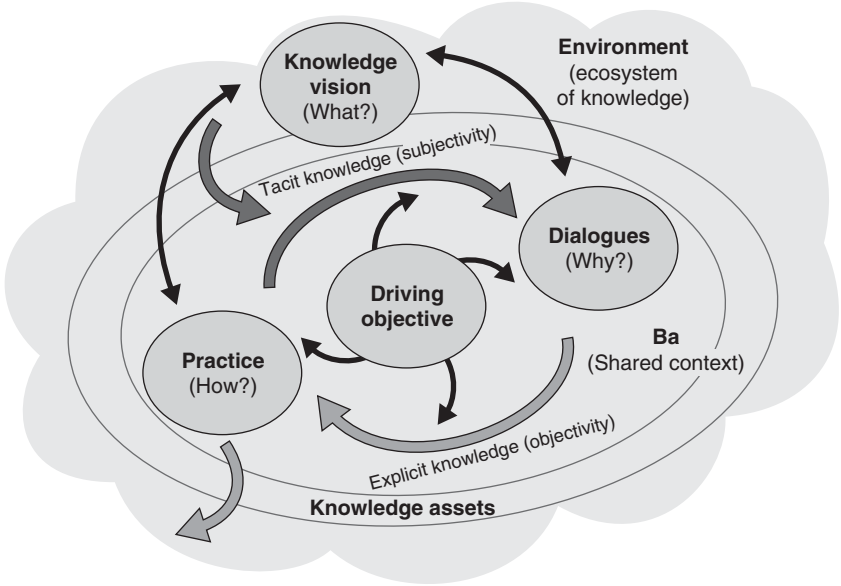 Knowledge
vision
(What?)
Environment
(ecosystem
of knowledge)
Tacit knowledge (subjectivity)
Dialogues
(Why?)
Driving
objective
Ba
(Shared context)
Practice
(How?)
Explicit knowledge (objectivity)
Knowledge assets